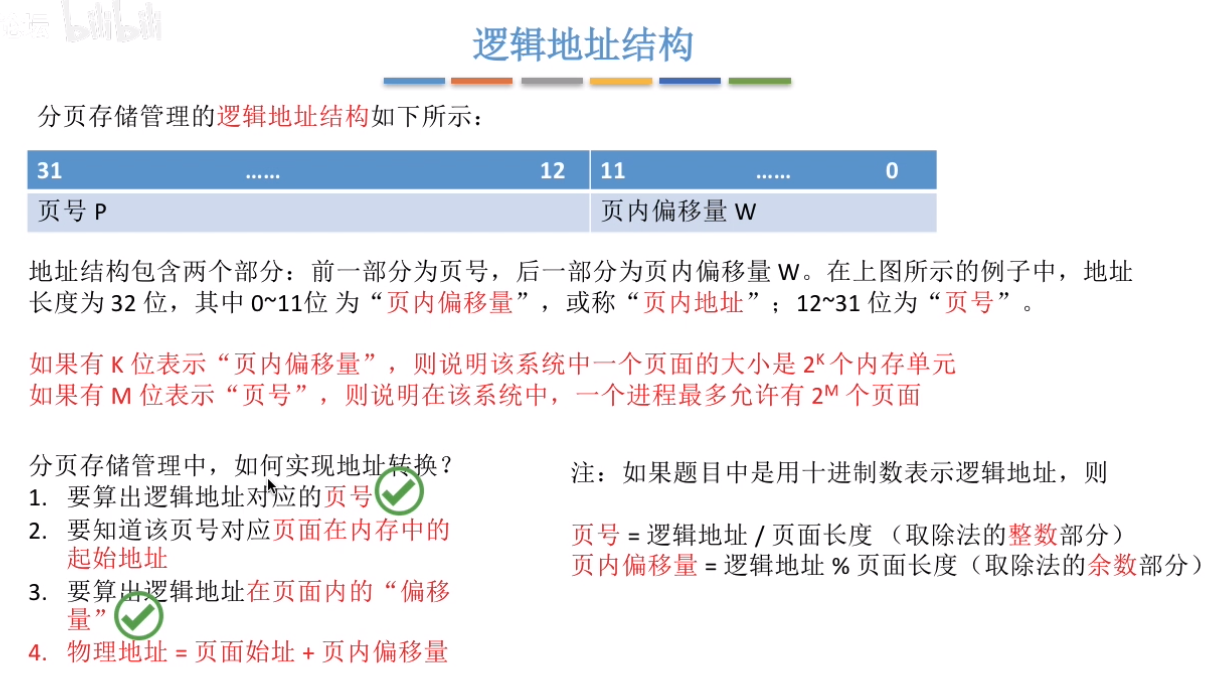 bilibili
逻辑地址结构
分页存储管理的逻辑地址结构如下所示：
31 …… 12 11 …… 0
页号 P 页内偏移量 W
地址结构包含两个部分：前一部分为页号，后一部分为页内偏移量 W。在上图所示的例子中，地址
长度为 32 位，其中 0~11位 为“页内偏移量”，或称“页内地址”；12~31 位为“页号”。
如果有 K 位表示“页内偏移量”，则说明该系统中一个页面的大小是 2ᴷ 个内存单元
如果有 M 位表示“页号”，则说明在该系统中，一个进程最多允许有 2ᴹ 个页面
分页存储管理中，如何实现地址转换？
1. 要算出逻辑地址对应的页号
2. 要知道该页号对应页面在内存中的
起始地址
3. 要算出逻辑地址在页面内的“偏移
量”
4. 物理地址 = 页面始址 + 页内偏移量
注：如果题目中是用十进制数表示逻辑地址，则
页号 = 逻辑地址 / 页面长度 （取除法的整数部分）
页内偏移量 = 逻辑地址 % 页面长度（取除法的余数部分）